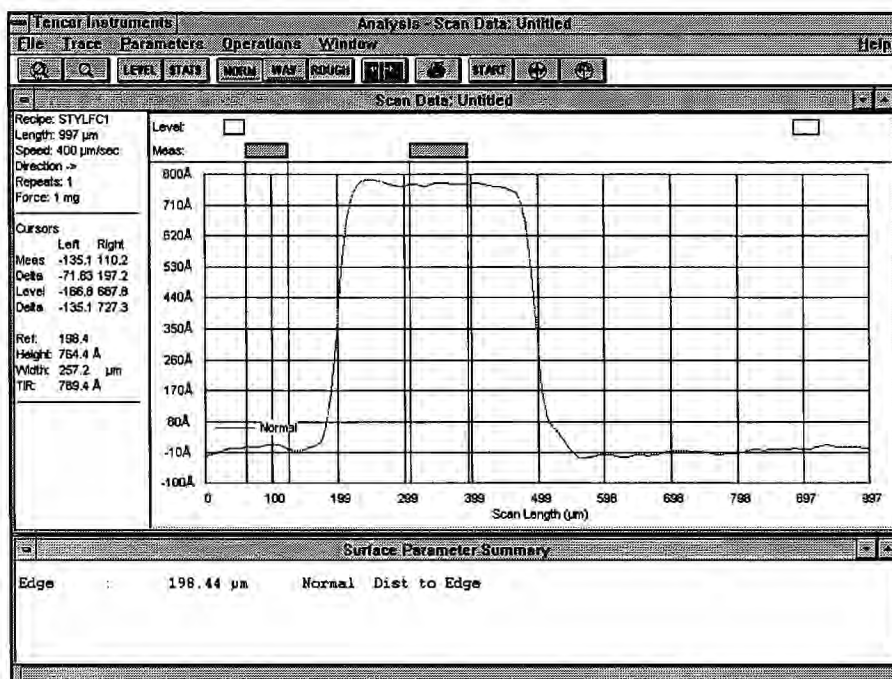 Tencor Instruments Analysis - Scan Data: Untitled
File Trace Parameters Operations Window Help
LEVEL STATS NORM WAV ROUGH START
Scan Data: Untitled
Recipe: STYLFC1
Length: 997 µm
Speed: 400 µm/sec
Direction ->
Repeats: 1
Force: 1 mg
Cursors
Left Right
Meas -135.1 110.2
Delta -71.63 197.2
Level -166.8 667.8
Delta -135.1 727.3
Ref: 198.4
Height: 764.4 Å
Width: 257.2 µm
TIR: 789.4 Å
Level:
Meas:
800Å
710Å
620Å
530Å
440Å
350Å
260Å
170Å
80Å
-10Å
-100Å
Normal
0 100 199 299 399 499 598 698 798 897 997
Scan Length (µm)
Surface Parameter Summary
Edge : 198.44 µm Normal Dist to Edge